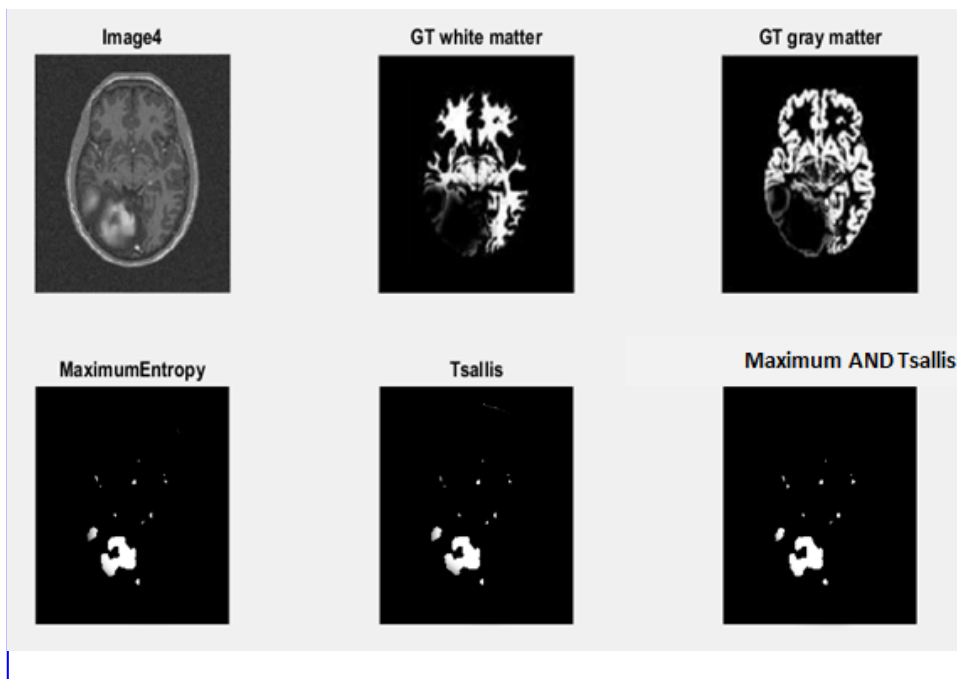 Image4
GT white matter
GT gray matter
MaximumEntropy
Tsallis
Maximum AND Tsallis